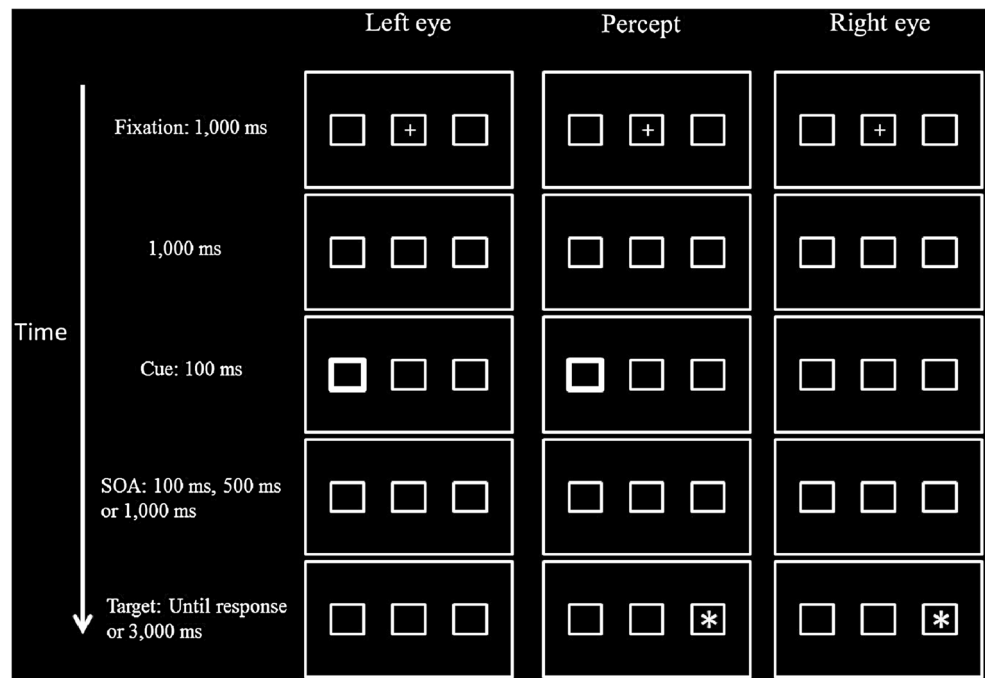 Left eye Percept Right eye
Fixation: 1,000 ms
+ + +
1,000 ms
Time
Cue: 100 ms
SOA: 100 ms, 500 ms
or 1,000 ms
Target: Until response
or 3,000 ms
* *